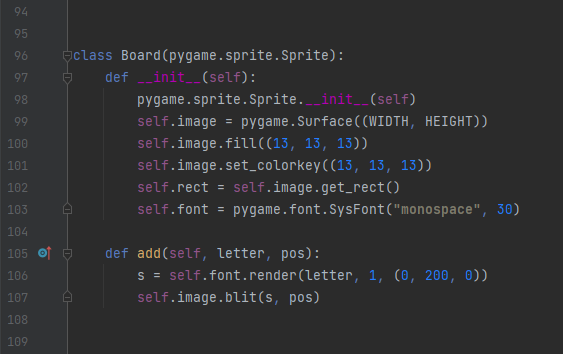 94
95
96 class Board(pygame.sprite.Sprite):
97     def __init__(self):
98         pygame.sprite.Sprite.__init__(self)
99         self.image = pygame.Surface((WIDTH, HEIGHT))
100         self.image.fill((13, 13, 13))
101         self.image.set_colorkey((13, 13, 13))
102         self.rect = self.image.get_rect()
103         self.font = pygame.font.SysFont("monospace", 30)
104
105     def add(self, letter, pos):
106         s = self.font.render(letter, 1, (0, 200, 0))
107         self.image.blit(s, pos)
108
109